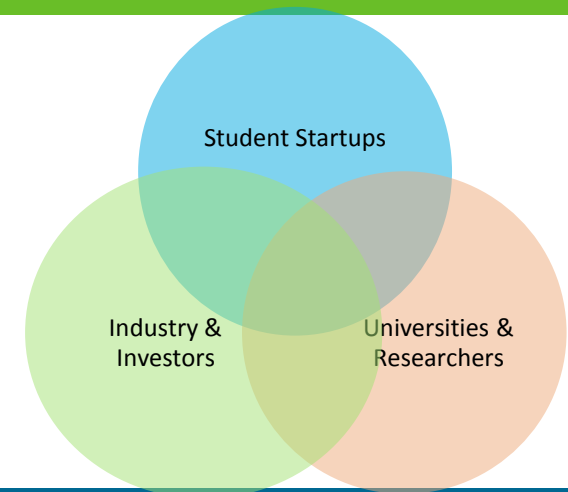 Student Startups
Industry &
Investors
Universities &
Researchers